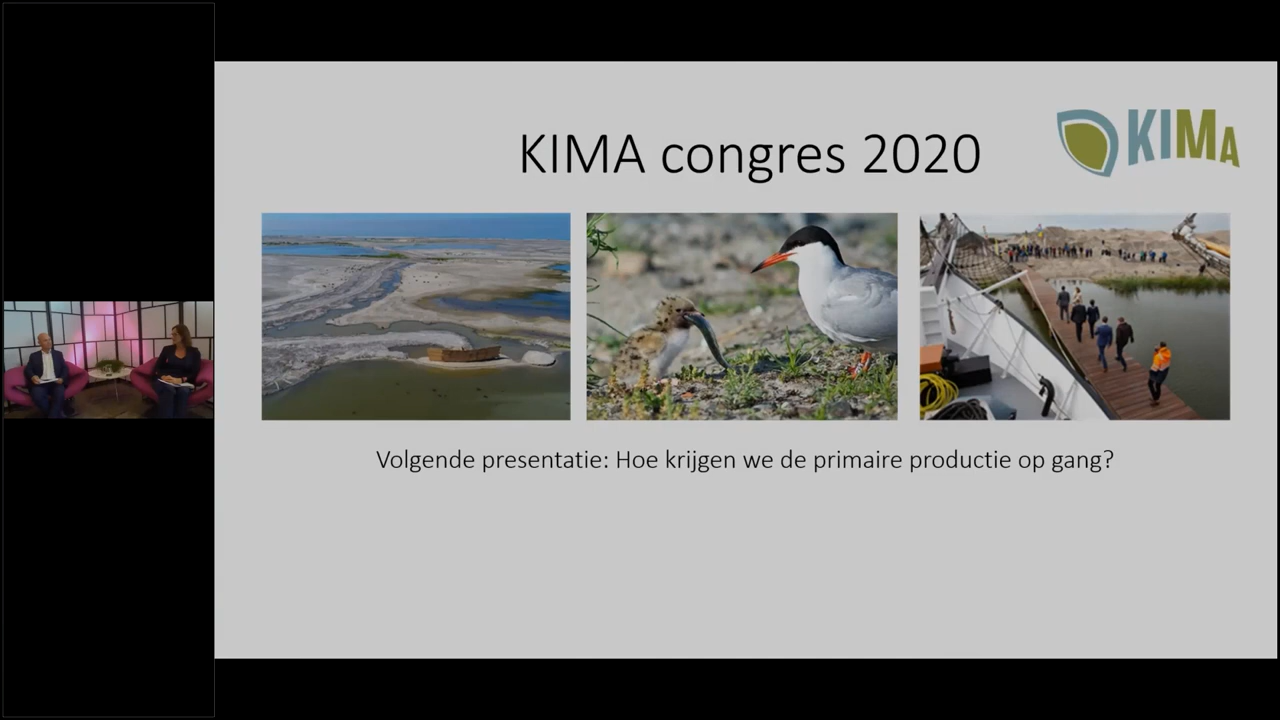 KIMA congres 2020
KIMA
Volgende presentatie: Hoe krijgen we de primaire productie op gang?